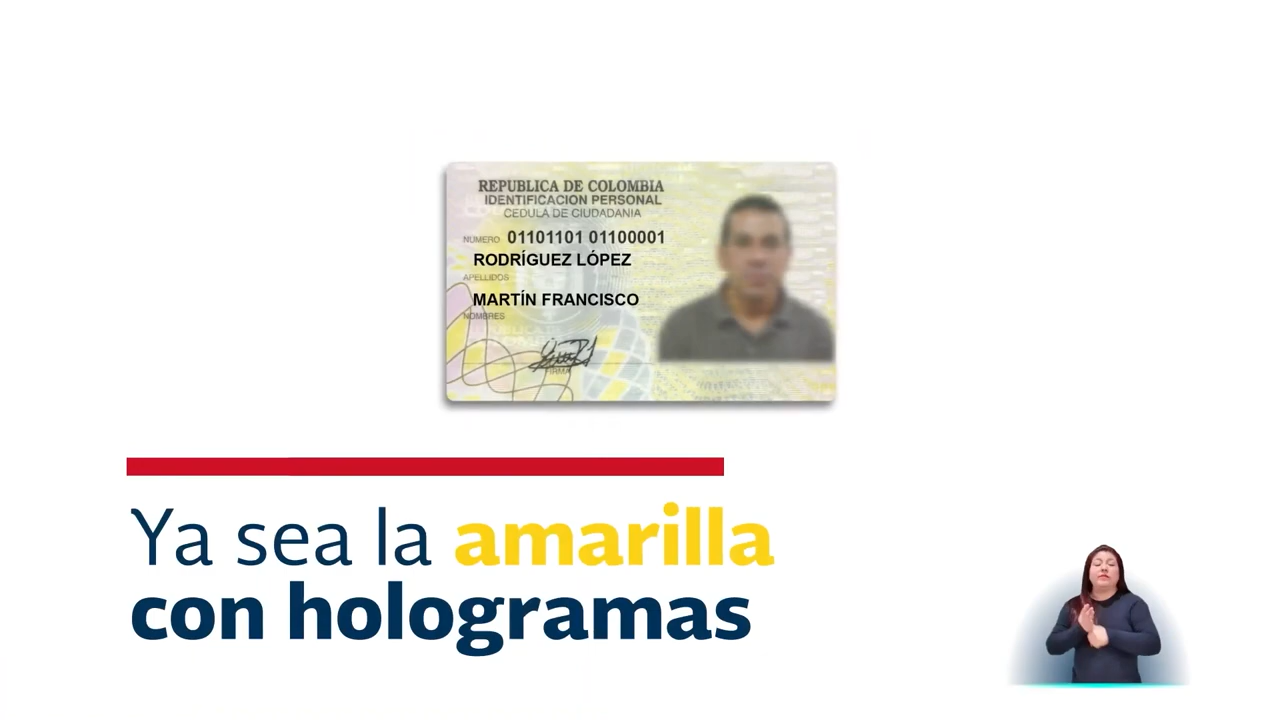 REPUBLICA DE COLOMBIA
IDENTIFICACION PERSONAL
CEDULA DE CIUDADANIA
NUMERO 01101101 01100001
RODRÍGUEZ LÓPEZ
APELLIDOS
MARTÍN FRANCISCO
NOMBRES
FIRMA
Ya sea la amarilla
con hologramas